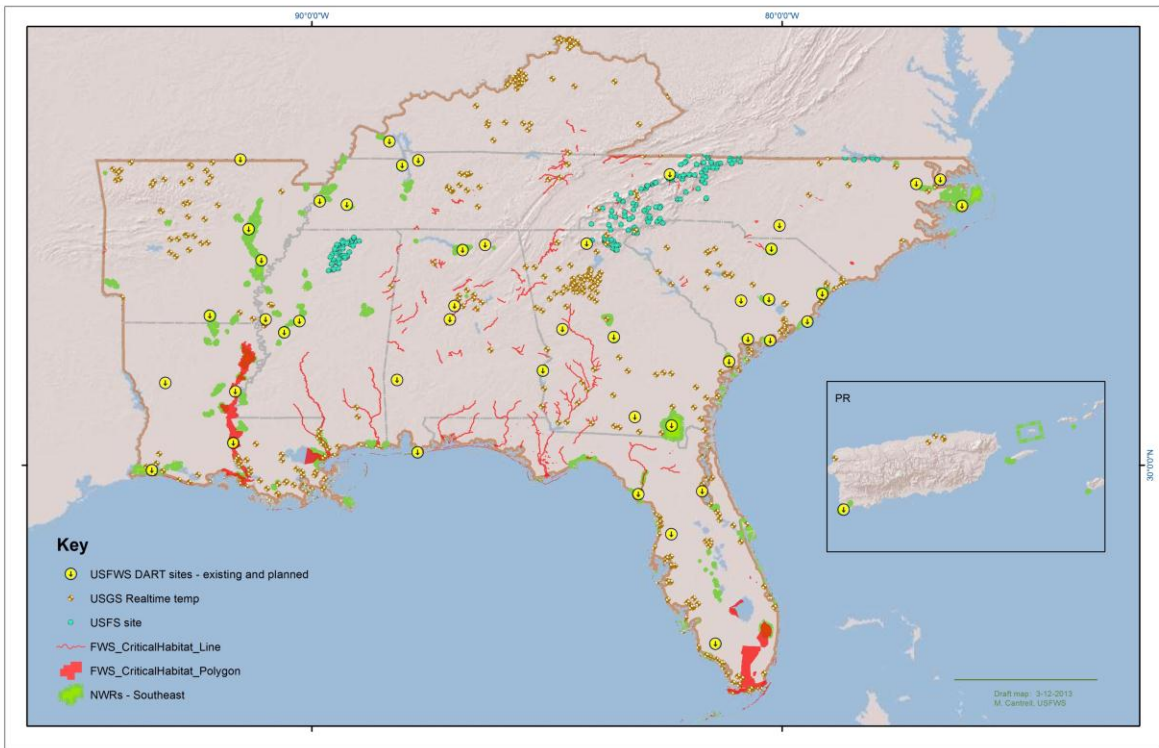 90°0'0"W
80°0'0"W
PR
30°0'0"N
Key
USFWS DART sites - existing and planned
USGS Realtime temp
USFS site
FWS_CriticalHabitat_Line
FWS_CriticalHabitat_Polygon
NWRs - Southeast
Draft map: 3-12-2013
M. Cantrell, USFWS